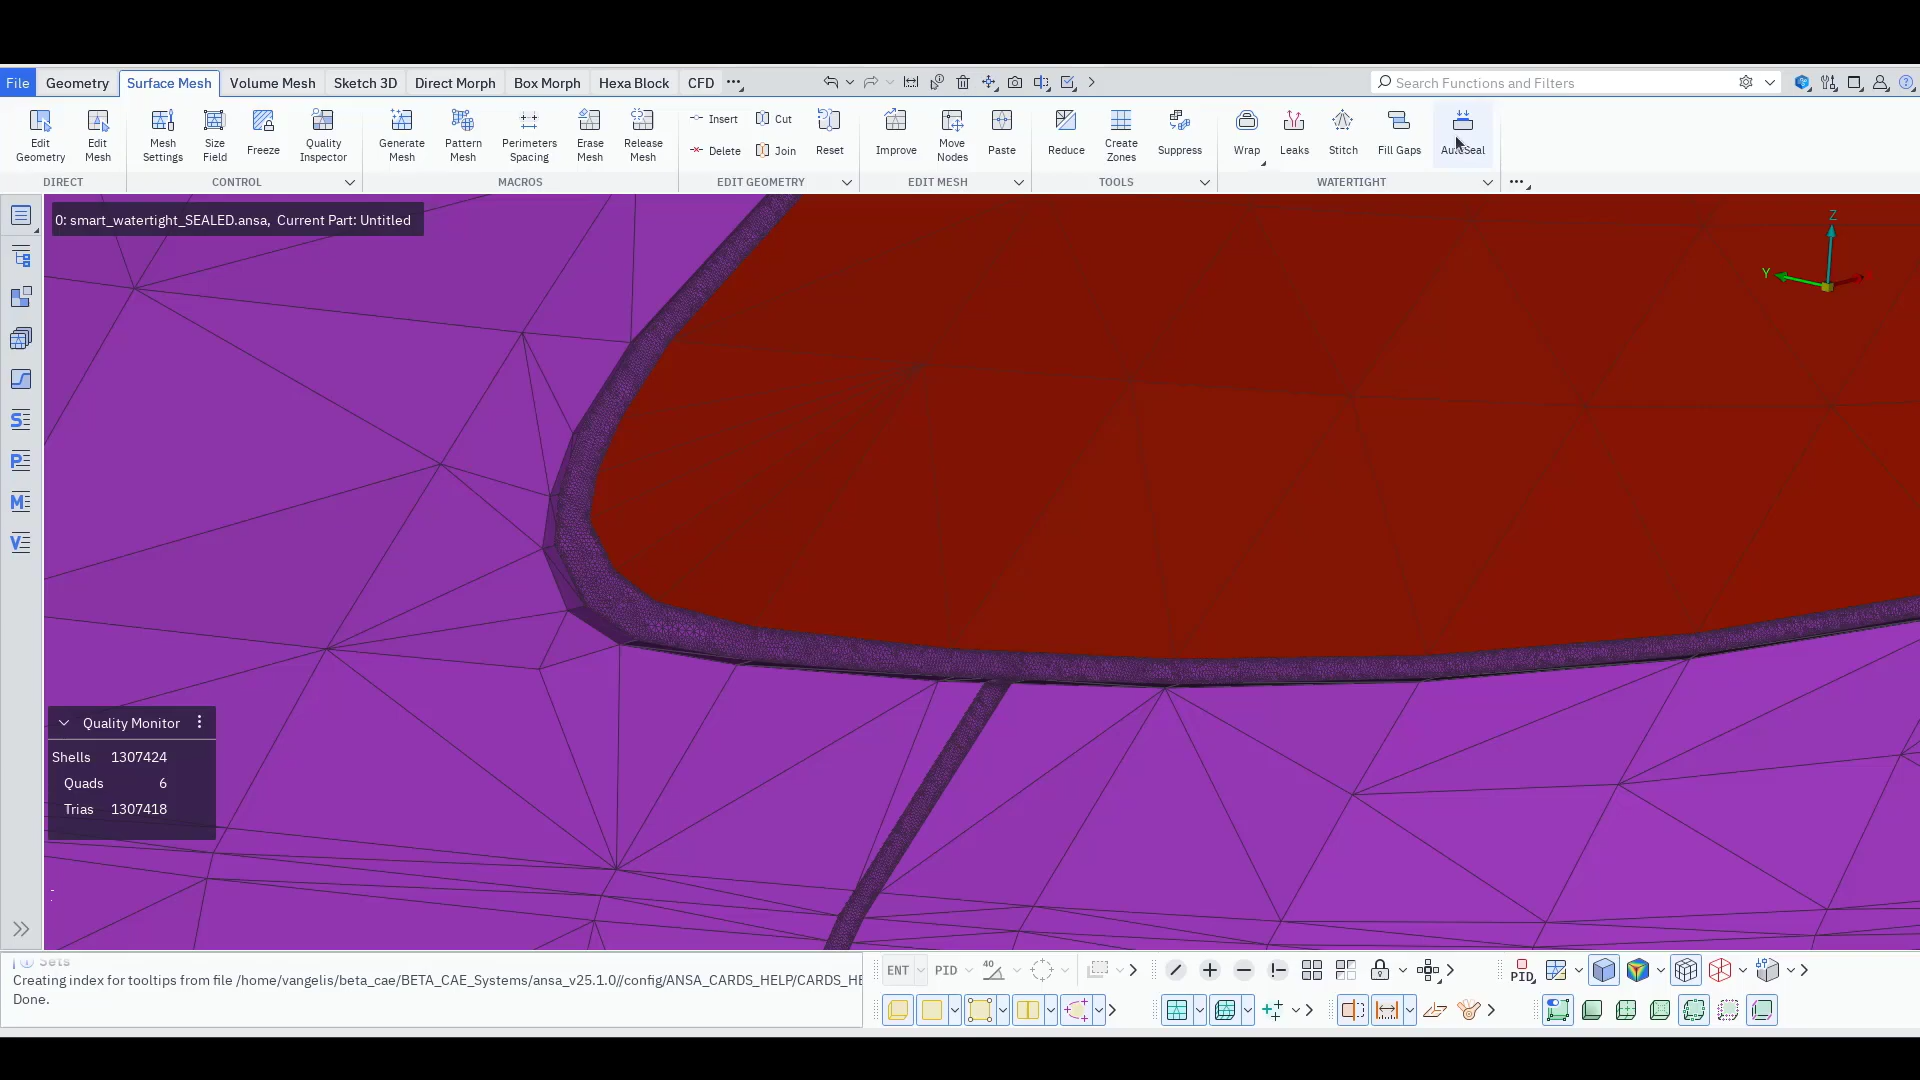 File Geometry Surface Mesh Volume Mesh Sketch 3D Direct Morph Box Morph Hexa Block CFD Search Functions and Filters
Edit Geometry
Edit Mesh
Mesh Settings
Size Field
Freeze
Quality Inspector
Generate Mesh
Pattern Mesh
Perimeters Spacing
Erase Mesh
Release Mesh
Insert
Cut
Delete
Join
Reset
Improve
Move Nodes
Paste
Reduce
Create Zones
Suppress
Wrap
Leaks
Stitch
Fill Gaps
AutoSeal
DIRECT CONTROL MACROS EDIT GEOMETRY EDIT MESH TOOLS WATERTIGHT
0: smart_watertight_SEALED.ansa, Current Part: Untitled
Z
Y
S
P
M
V
Quality Monitor
Shells 1307424
Quads 6
Trias 1307418
Sets
Creating index for tooltips from file /home/vangelis/beta_cae/BETA_CAE_Systems/ansa_v25.1.0//config/ANSA_CARDS_HELP/CARDS_HE
Done.
ENT PID 40 PID